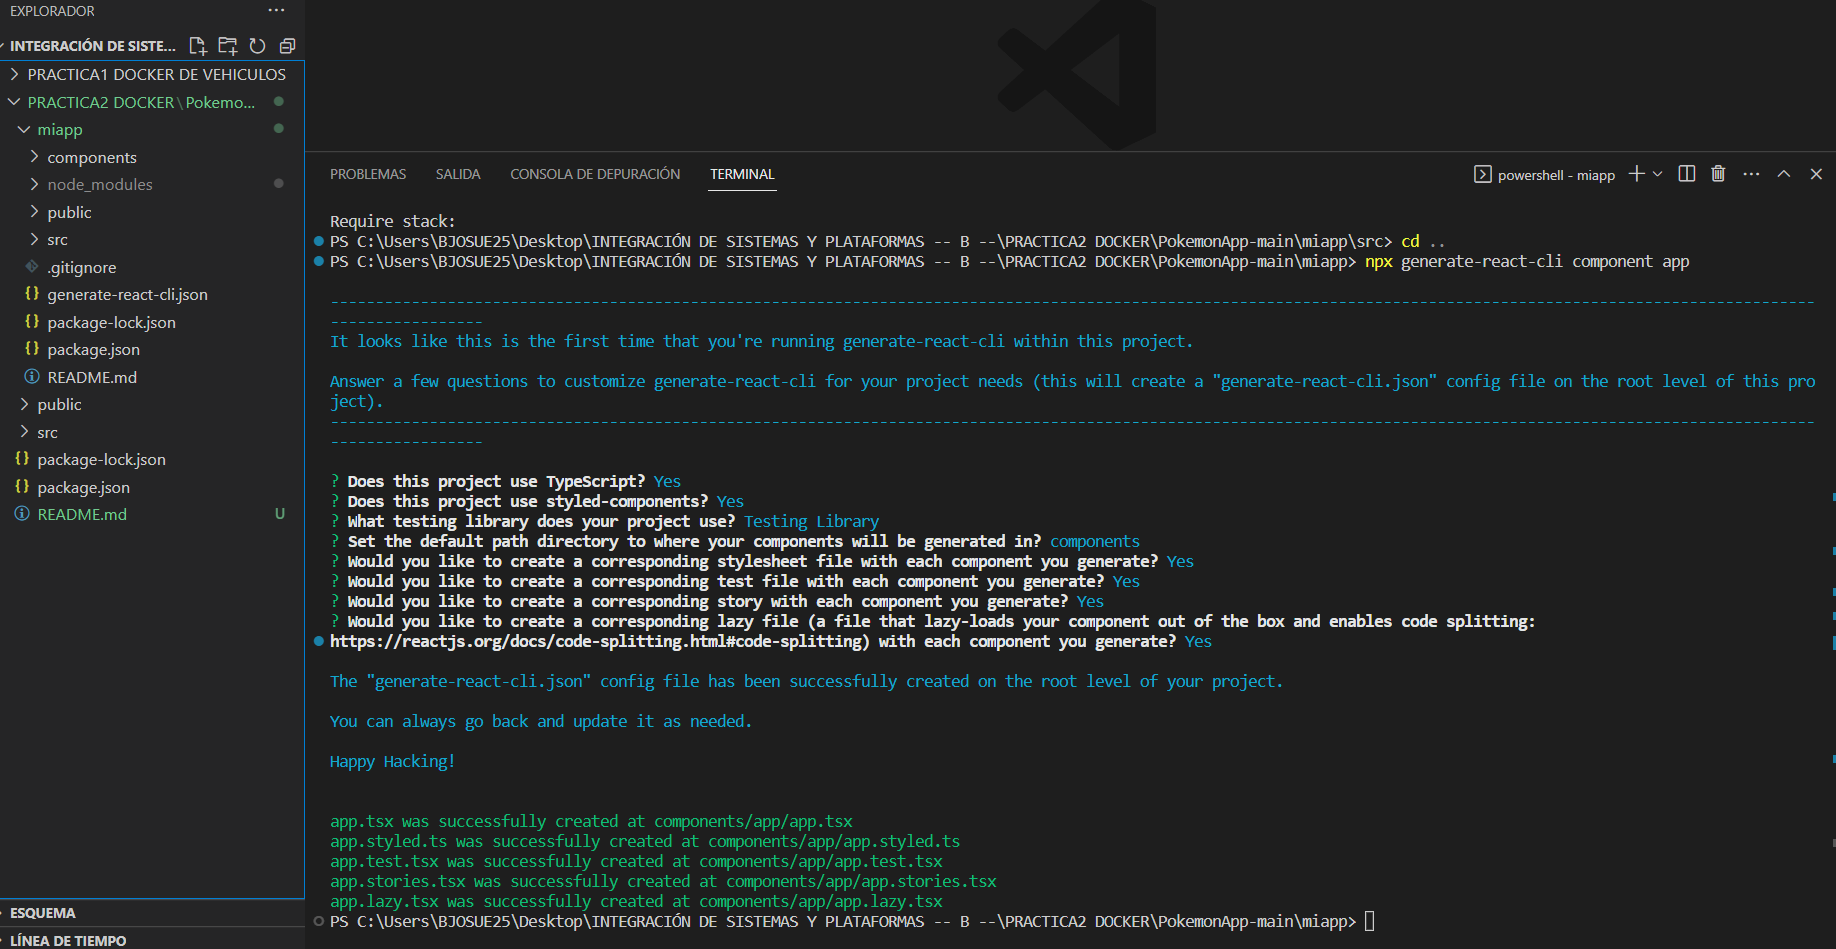 EXPLORADOR
INTEGRACIÓN DE SISTE...
PRACTICA1 DOCKER DE VEHICULOS
PRACTICA2 DOCKER\Pokemo...
miapp
components
node_modules
public
src
.gitignore
generate-react-cli.json
package-lock.json
package.json
README.md
public
src
package-lock.json
package.json
README.md U
ESQUEMA
LÍNEA DE TIEMPO
PROBLEMAS SALIDA CONSOLA DE DEPURACIÓN TERMINAL powershell - miapp
Require stack:
PS C:\Users\BJOSUE25\Desktop\INTEGRACIÓN DE SISTEMAS Y PLATAFORMAS -- B --\PRACTICA2 DOCKER\PokemonApp-main\miapp\src> cd ..
PS C:\Users\BJOSUE25\Desktop\INTEGRACIÓN DE SISTEMAS Y PLATAFORMAS -- B --\PRACTICA2 DOCKER\PokemonApp-main\miapp> npx generate-react-cli component app
It looks like this is the first time that you're running generate-react-cli within this project.
Answer a few questions to customize generate-react-cli for your project needs (this will create a "generate-react-cli.json" config file on the root level of this pro
ject).
? Does this project use TypeScript? Yes
? Does this project use styled-components? Yes
? What testing library does your project use? Testing Library
? Set the default path directory to where your components will be generated in? components
? Would you like to create a corresponding stylesheet file with each component you generate? Yes
? Would you like to create a corresponding test file with each component you generate? Yes
? Would you like to create a corresponding story with each component you generate? Yes
? Would you like to create a corresponding lazy file (a file that lazy-loads your component out of the box and enables code splitting:
https://reactjs.org/docs/code-splitting.html#code-splitting) with each component you generate? Yes
The "generate-react-cli.json" config file has been successfully created on the root level of your project.
You can always go back and update it as needed.
Happy Hacking!
app.tsx was successfully created at components/app/app.tsx
app.styled.ts was successfully created at components/app/app.styled.ts
app.test.tsx was successfully created at components/app/app.test.tsx
app.stories.tsx was successfully created at components/app/app.stories.tsx
app.lazy.tsx was successfully created at components/app/app.lazy.tsx
PS C:\Users\BJOSUE25\Desktop\INTEGRACIÓN DE SISTEMAS Y PLATAFORMAS -- B --\PRACTICA2 DOCKER\PokemonApp-main\miapp>